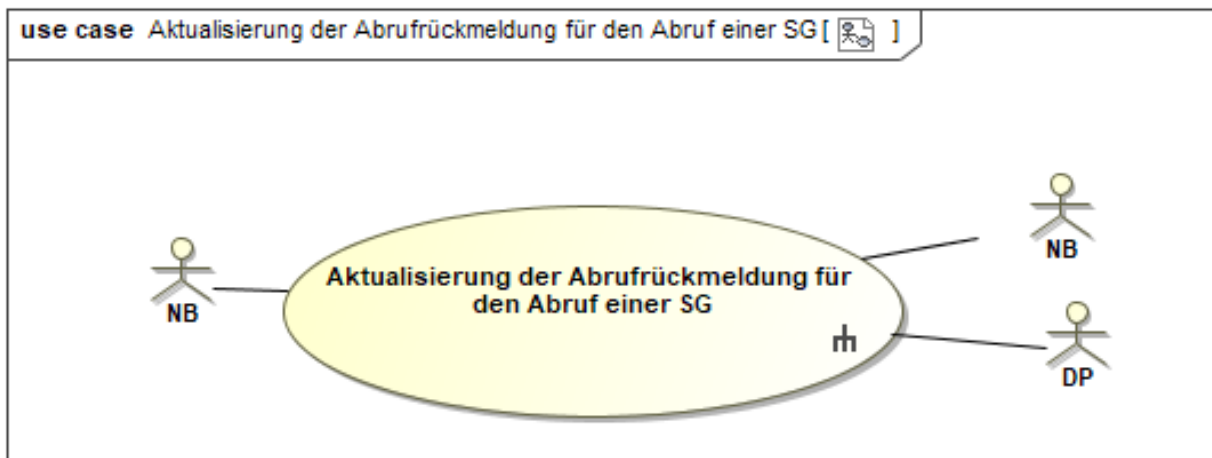 use case Aktualisierung der Abrufrückmeldung für den Abruf einer SG [ ]
NB
Aktualisierung der Abrufrückmeldung für
den Abruf einer SG
NB
DP